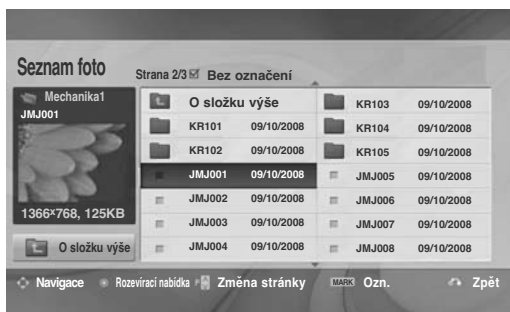 Seznam foto
Strana 2/3 Bez označení
Mechanika1
JMJ001
1366x768, 125KB
O složku výše
O složku výše
KR101 09/10/2008
KR102 09/10/2008
JMJ001 09/10/2008
JMJ002 09/10/2008
JMJ003 09/10/2008
JMJ004 09/10/2008
KR103 09/10/2008
KR104 09/10/2008
KR105 09/10/2008
JMJ005 09/10/2008
JMJ006 09/10/2008
JMJ007 09/10/2008
JMJ008 09/10/2008
Navigace Rozevírací nabídka P Změna stránky MARK Ozn. Zpět